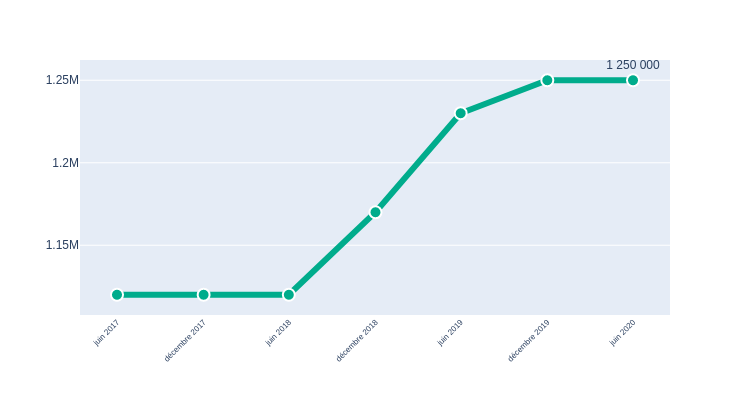 1 250 000
1.25M
1.2M
1.15M
juin 2017
décembre 2017
juin 2018
décembre 2018
juin 2019
décembre 2019
juin 2020